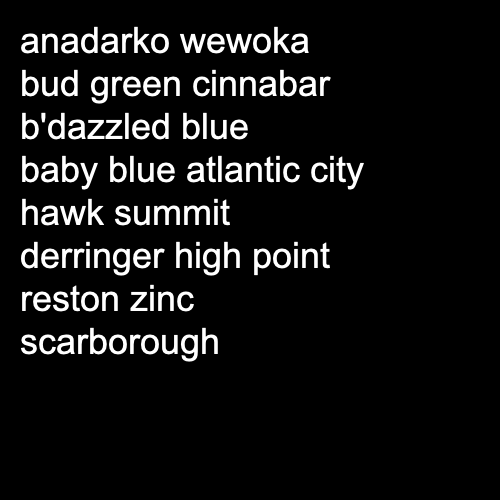 anadarko wewoka
bud green cinnabar
b'dazzled blue
baby blue atlantic city
hawk summit
derringer high point
reston zinc
scarborough